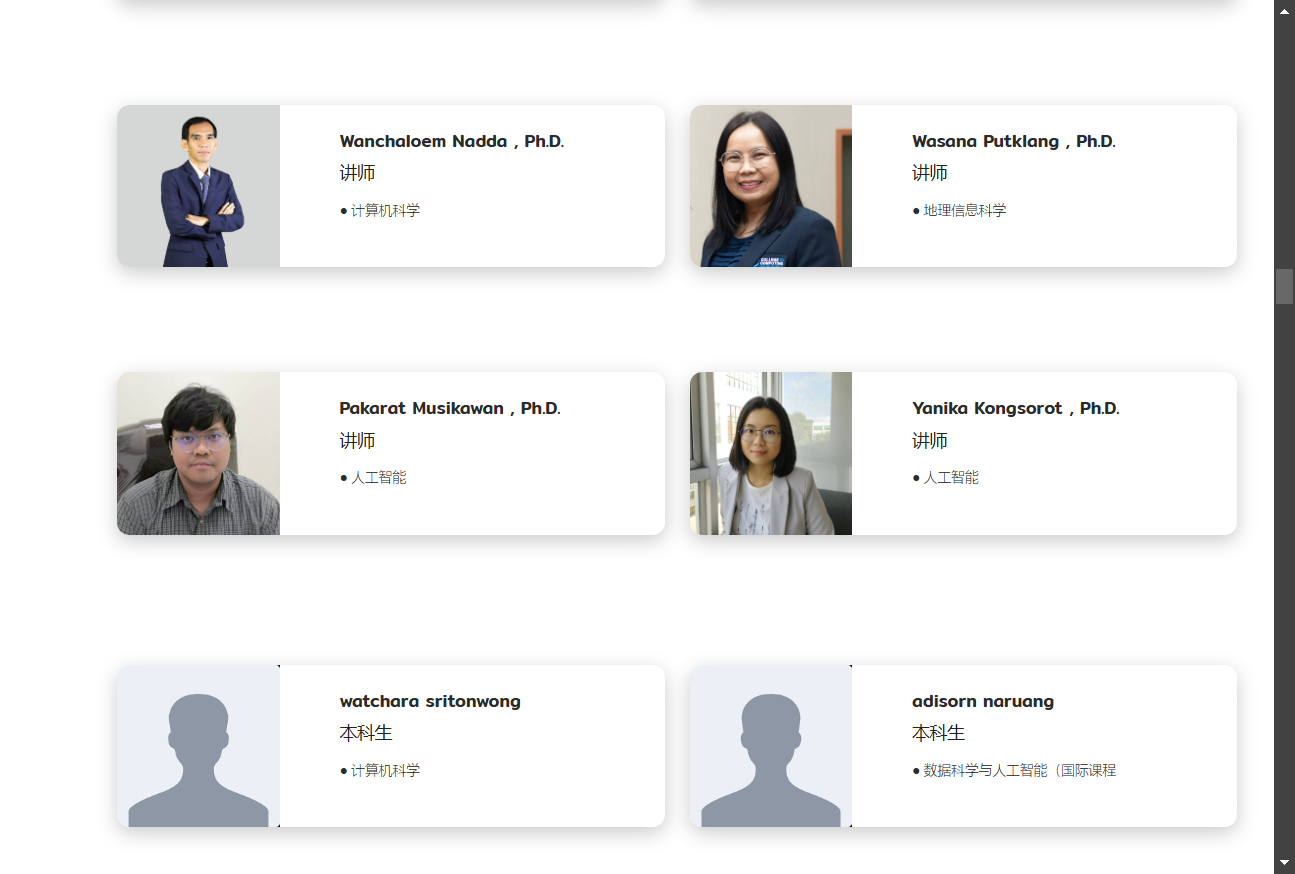 Wanchaloem Nadda , Ph.D.
讲师
● 计算机科学
Wasana Putklang , Ph.D.
讲师
● 地理信息科学
COLLEGE
COMPUTING
Pakarat Musikawan , Ph.D.
讲师
● 人工智能
Yanika Kongsorot , Ph.D.
讲师
● 人工智能
watchara sritonwong
本科生
● 计算机科学
adisorn naruang
本科生
● 数据科学与人工智能（国际课程